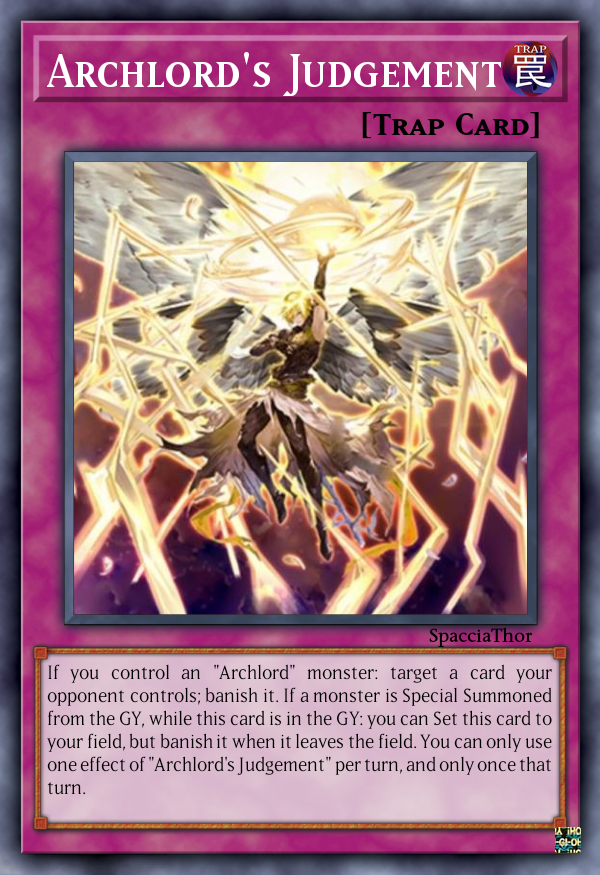 ARCHLORD'S JUDGEMENT
TRAP
罠
[TRAP CARD]
SpacciaThor
If you control an "Archlord" monster: target a card your
opponent controls; banish it. If a monster is Special Summoned
from the GY, while this card is in the GY: you can Set this card to
your field, but banish it when it leaves the field. You can only use
one effect of "Archlord's Judgement" per turn, and only once that
turn.